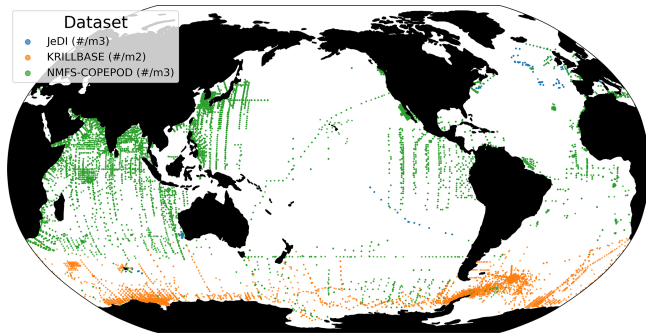 Dataset
JeDI (#/m3)
KRILLBASE (#/m2)
NMFS-COPEPOD (#/m3)